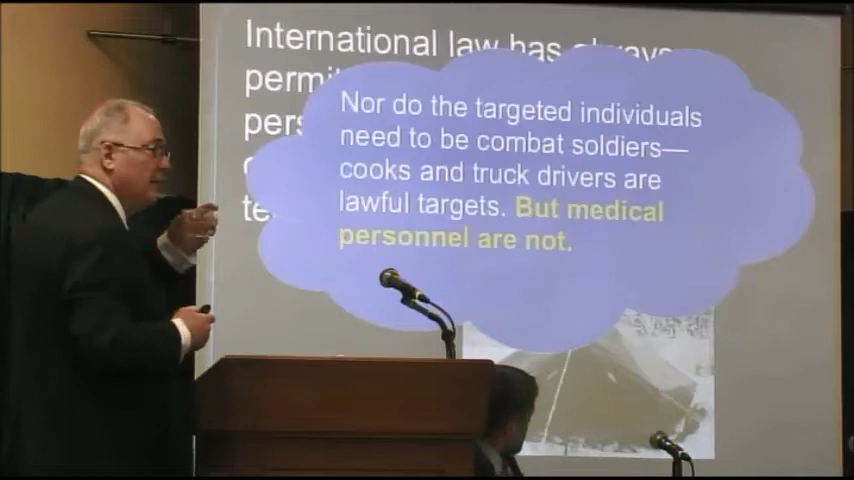 International law has always
permi
Nor do the targeted individuals
pers
need to be combat soldiers—
cooks and truck drivers are
te
lawful targets. But medical
personnel are not.